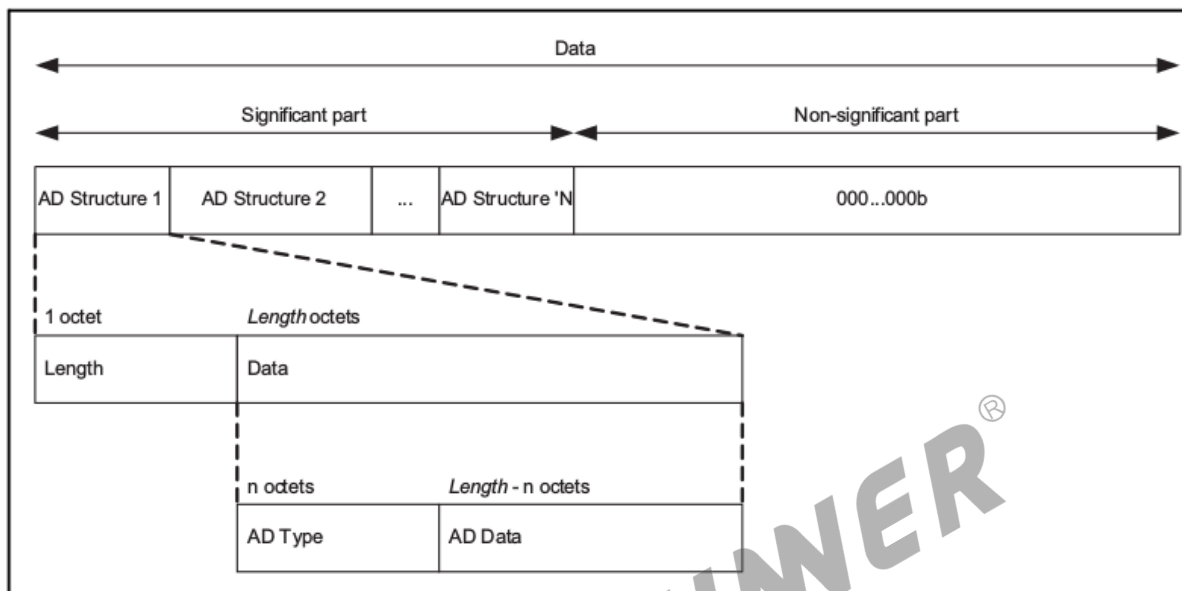 Data
Significant part Non-significant part
AD Structure 1 AD Structure 2 ... AD Structure 'N 000...000b
1 octet Length octets
Length Data
n octets Length - n octets
AD Type AD Data
®